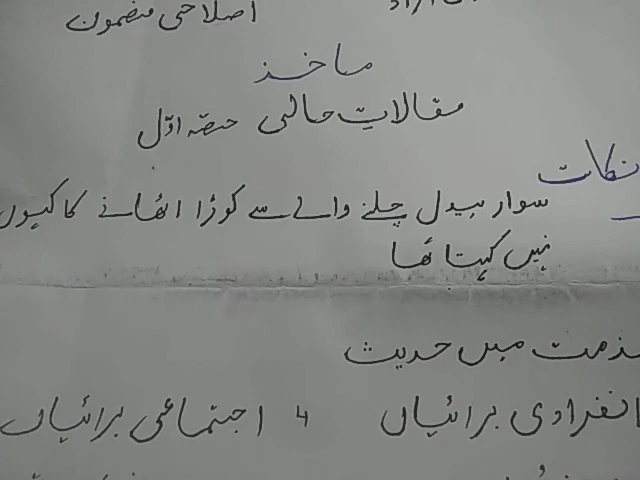 اصلاحی مضمون
ماخذ
مقالات حالی حصہ اوّل
نکات
سوار پیدل چلنے والے سے کوڑا اٹھانے کا کیوں
نہیں کہتا تھا
مذمت میں حدیث
انفرادی برائیاں 4 اجتماعی برائیاں